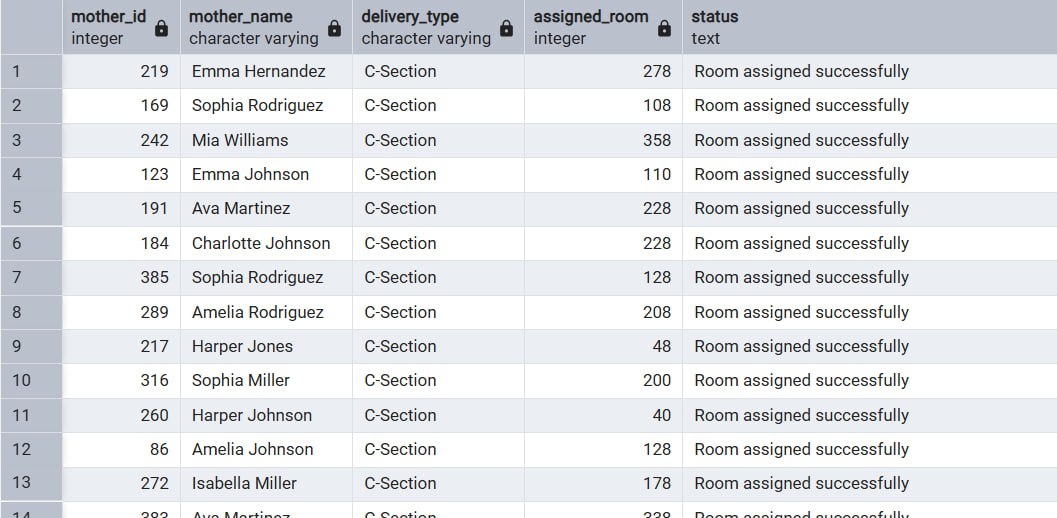 mother_id mother_name delivery_type assigned_room status
integer character varying character varying integer text
1 219 Emma Hernandez C-Section 278 Room assigned successfully
2 169 Sophia Rodriguez C-Section 108 Room assigned successfully
3 242 Mia Williams C-Section 358 Room assigned successfully
4 123 Emma Johnson C-Section 110 Room assigned successfully
5 191 Ava Martinez C-Section 228 Room assigned successfully
6 184 Charlotte Johnson C-Section 228 Room assigned successfully
7 385 Sophia Rodriguez C-Section 128 Room assigned successfully
8 289 Amelia Rodriguez C-Section 208 Room assigned successfully
9 217 Harper Jones C-Section 48 Room assigned successfully
10 316 Sophia Miller C-Section 200 Room assigned successfully
11 260 Harper Johnson C-Section 40 Room assigned successfully
12 86 Amelia Johnson C-Section 128 Room assigned successfully
13 272 Isabella Miller C-Section 178 Room assigned successfully
14 383 Ava Martinez C-Section 338 Room assigned successfully